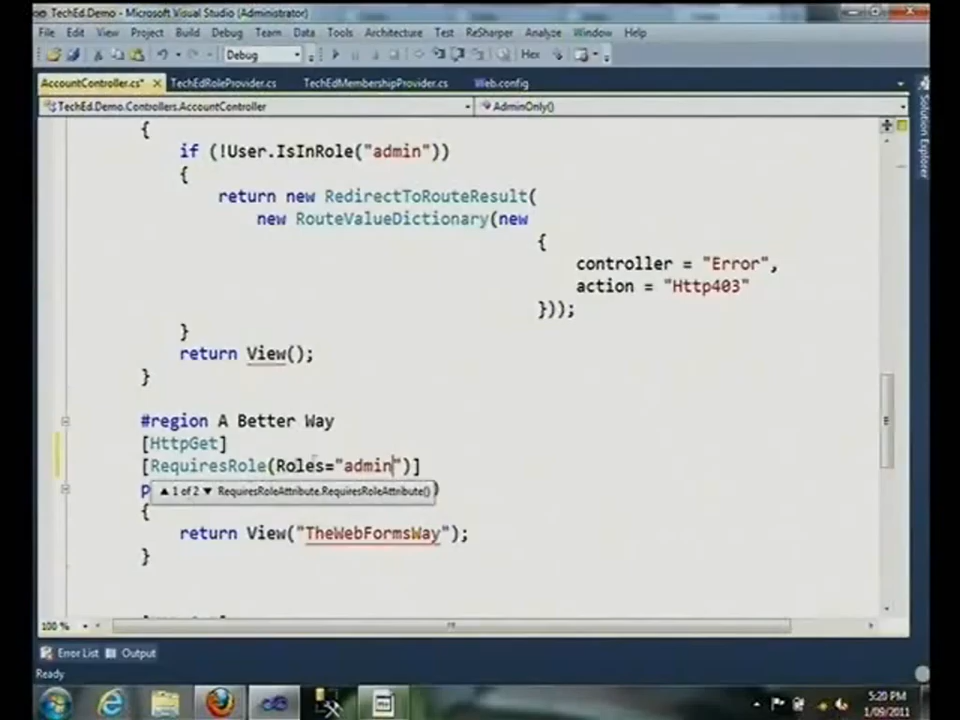 TechEd.Demo - Microsoft Visual Studio (Administrator)
File Edit View Project Build Debug Team Data Tools Architecture Test ReSharper Analyze Window Help
Debug Hex
AccountController.cs* TechEdRoleProvider.cs TechEdMembershipProvider.cs Web.config
TechEd.Demo.Controllers.AccountController AdminOnly()
Solution Explorer
{
if (!User.IsInRole("admin"))
{
return new RedirectToRouteResult(
new RouteValueDictionary(new
{
controller = "Error",
action = "Http403"
}));
}
return View();
}
#region A Better Way
[HttpGet]
[RequiresRole(Roles="admin")]
p )
1 of 2 RequiresRoleAttribute.RequiresRoleAttribute()
{
return View("TheWebFormsWay");
}
100 %
Error List Output
Ready
5:20 PM
1/09/2011